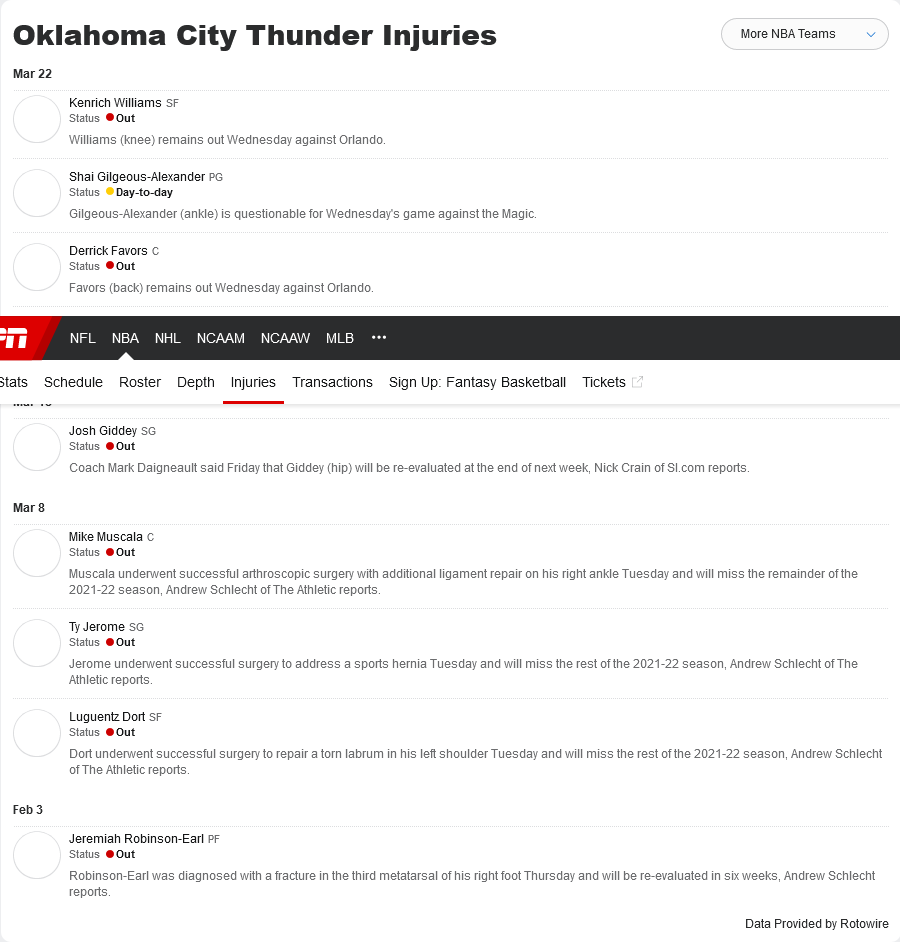 Oklahoma City Thunder Injuries
More NBA Teams
Mar 22
Kenrich Williams SF
Status Out
Williams (knee) remains out Wednesday against Orlando.
Shai Gilgeous-Alexander PG
Status Day-to-day
Gilgeous-Alexander (ankle) is questionable for Wednesday's game against the Magic.
Derrick Favors C
Status Out
Favors (back) remains out Wednesday against Orlando.
NFL NBA NHL NCAAM NCAAW MLB •••
Stats Schedule Roster Depth Injuries Transactions Sign Up: Fantasy Basketball Tickets
Josh Giddey SG
Status Out
Coach Mark Daigneault said Friday that Giddey (hip) will be re-evaluated at the end of next week, Nick Crain of SI.com reports.
Mar 8
Mike Muscala C
Status Out
Muscala underwent successful arthroscopic surgery with additional ligament repair on his right ankle Tuesday and will miss the remainder of the
2021-22 season, Andrew Schlecht of The Athletic reports.
Ty Jerome SG
Status Out
Jerome underwent successful surgery to address a sports hernia Tuesday and will miss the rest of the 2021-22 season, Andrew Schlecht of The
Athletic reports.
Luguentz Dort SF
Status Out
Dort underwent successful surgery to repair a torn labrum in his left shoulder Tuesday and will miss the rest of the 2021-22 season, Andrew Schlecht
of The Athletic reports.
Feb 3
Jeremiah Robinson-Earl PF
Status Out
Robinson-Earl was diagnosed with a fracture in the third metatarsal of his right foot Thursday and will be re-evaluated in six weeks, Andrew Schlecht
reports.
Data Provided by Rotowire